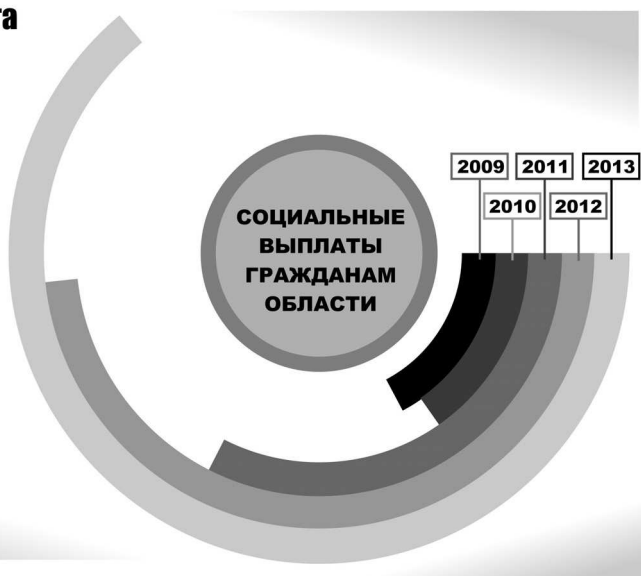 СОЦИАЛЬНЫЕ
ВЫПЛАТЫ
ГРАЖДАНАМ
ОБЛАСТИ
2009 2011 2013
2010 2012